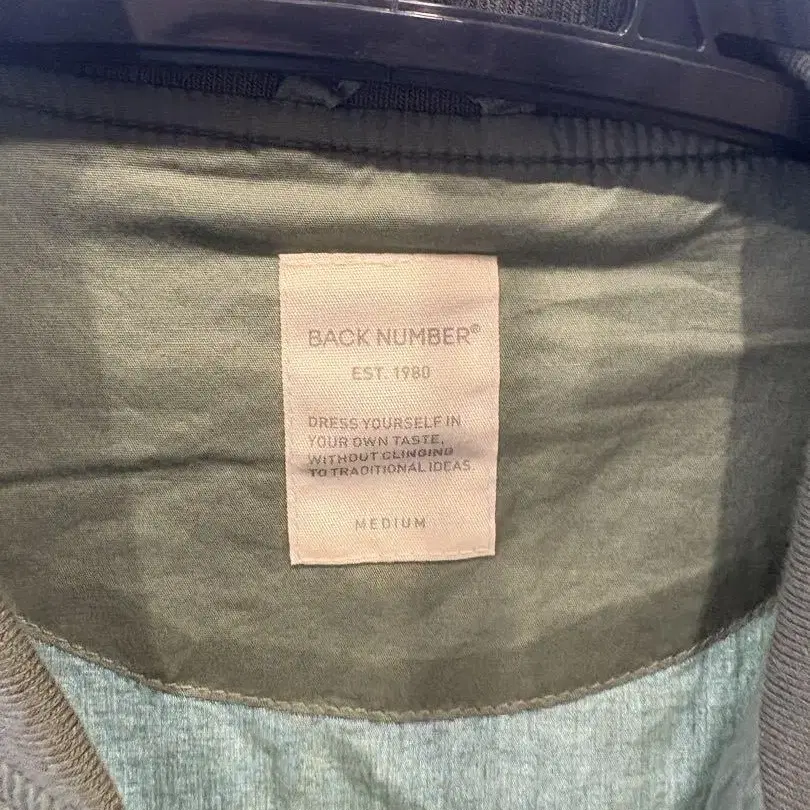 BACK NUMBER®
EST. 1980
DRESS YOURSELF IN
YOUR OWN TASTE,
WITHOUT CLINGING
TO TRADITIONAL IDEAS.
MEDIUM